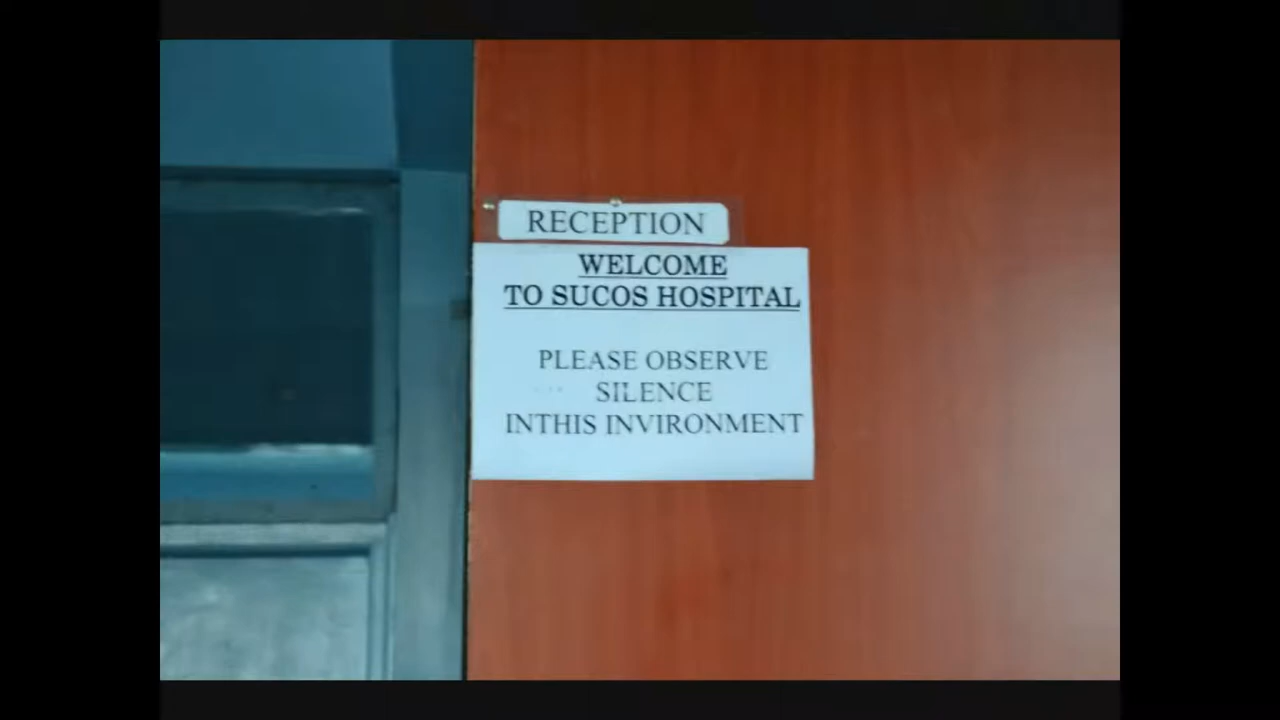 RECEPTION
WELCOME
TO SUCOS HOSPITAL
PLEASE OBSERVE
SILENCE
INTHIS INVIRONMENT